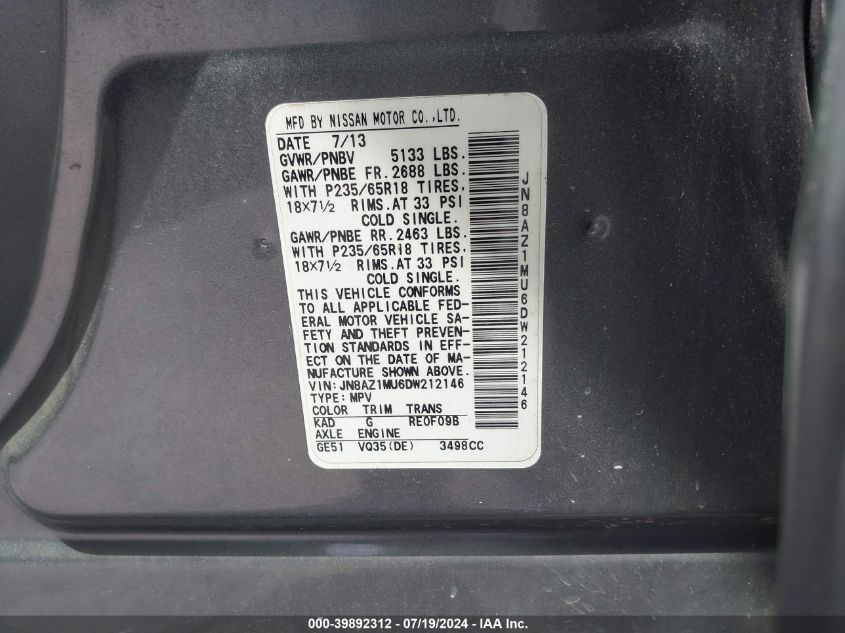 MFD BY NISSAN MOTOR CO.,LTD.
DATE 7/13
GVWR/PNBV 5133 LBS.
GAWR/PNBE FR.2688 LBS.
WITH P235/65R18 TIRES,
18X7½ RIMS.AT 33 PSI
COLD SINGLE.
GAWR/PNBE RR.2463 LBS.
WITH P235/65R18 TIRES,
18X7½ RIMS.AT 33 PSI
COLD SINGLE.
THIS VEHICLE CONFORMS
TO ALL APPLICABLE FED-
ERAL MOTOR VEHICLE SA-
FETY AND THEFT PREVEN-
TION STANDARDS IN EFF-
ECT ON THE DATE OF MA-
NUFACTURE SHOWN ABOVE.
VIN:JN8AZ1MU6DW212146
TYPE:MPV
COLOR TRIM TRANS
KAD G RE0F09B
AXLE ENGINE
GE51 VQ35(DE) 3498CC
JN8AZ1MU6DW212146
000-39892312 - 07/19/2024 - IAA Inc.